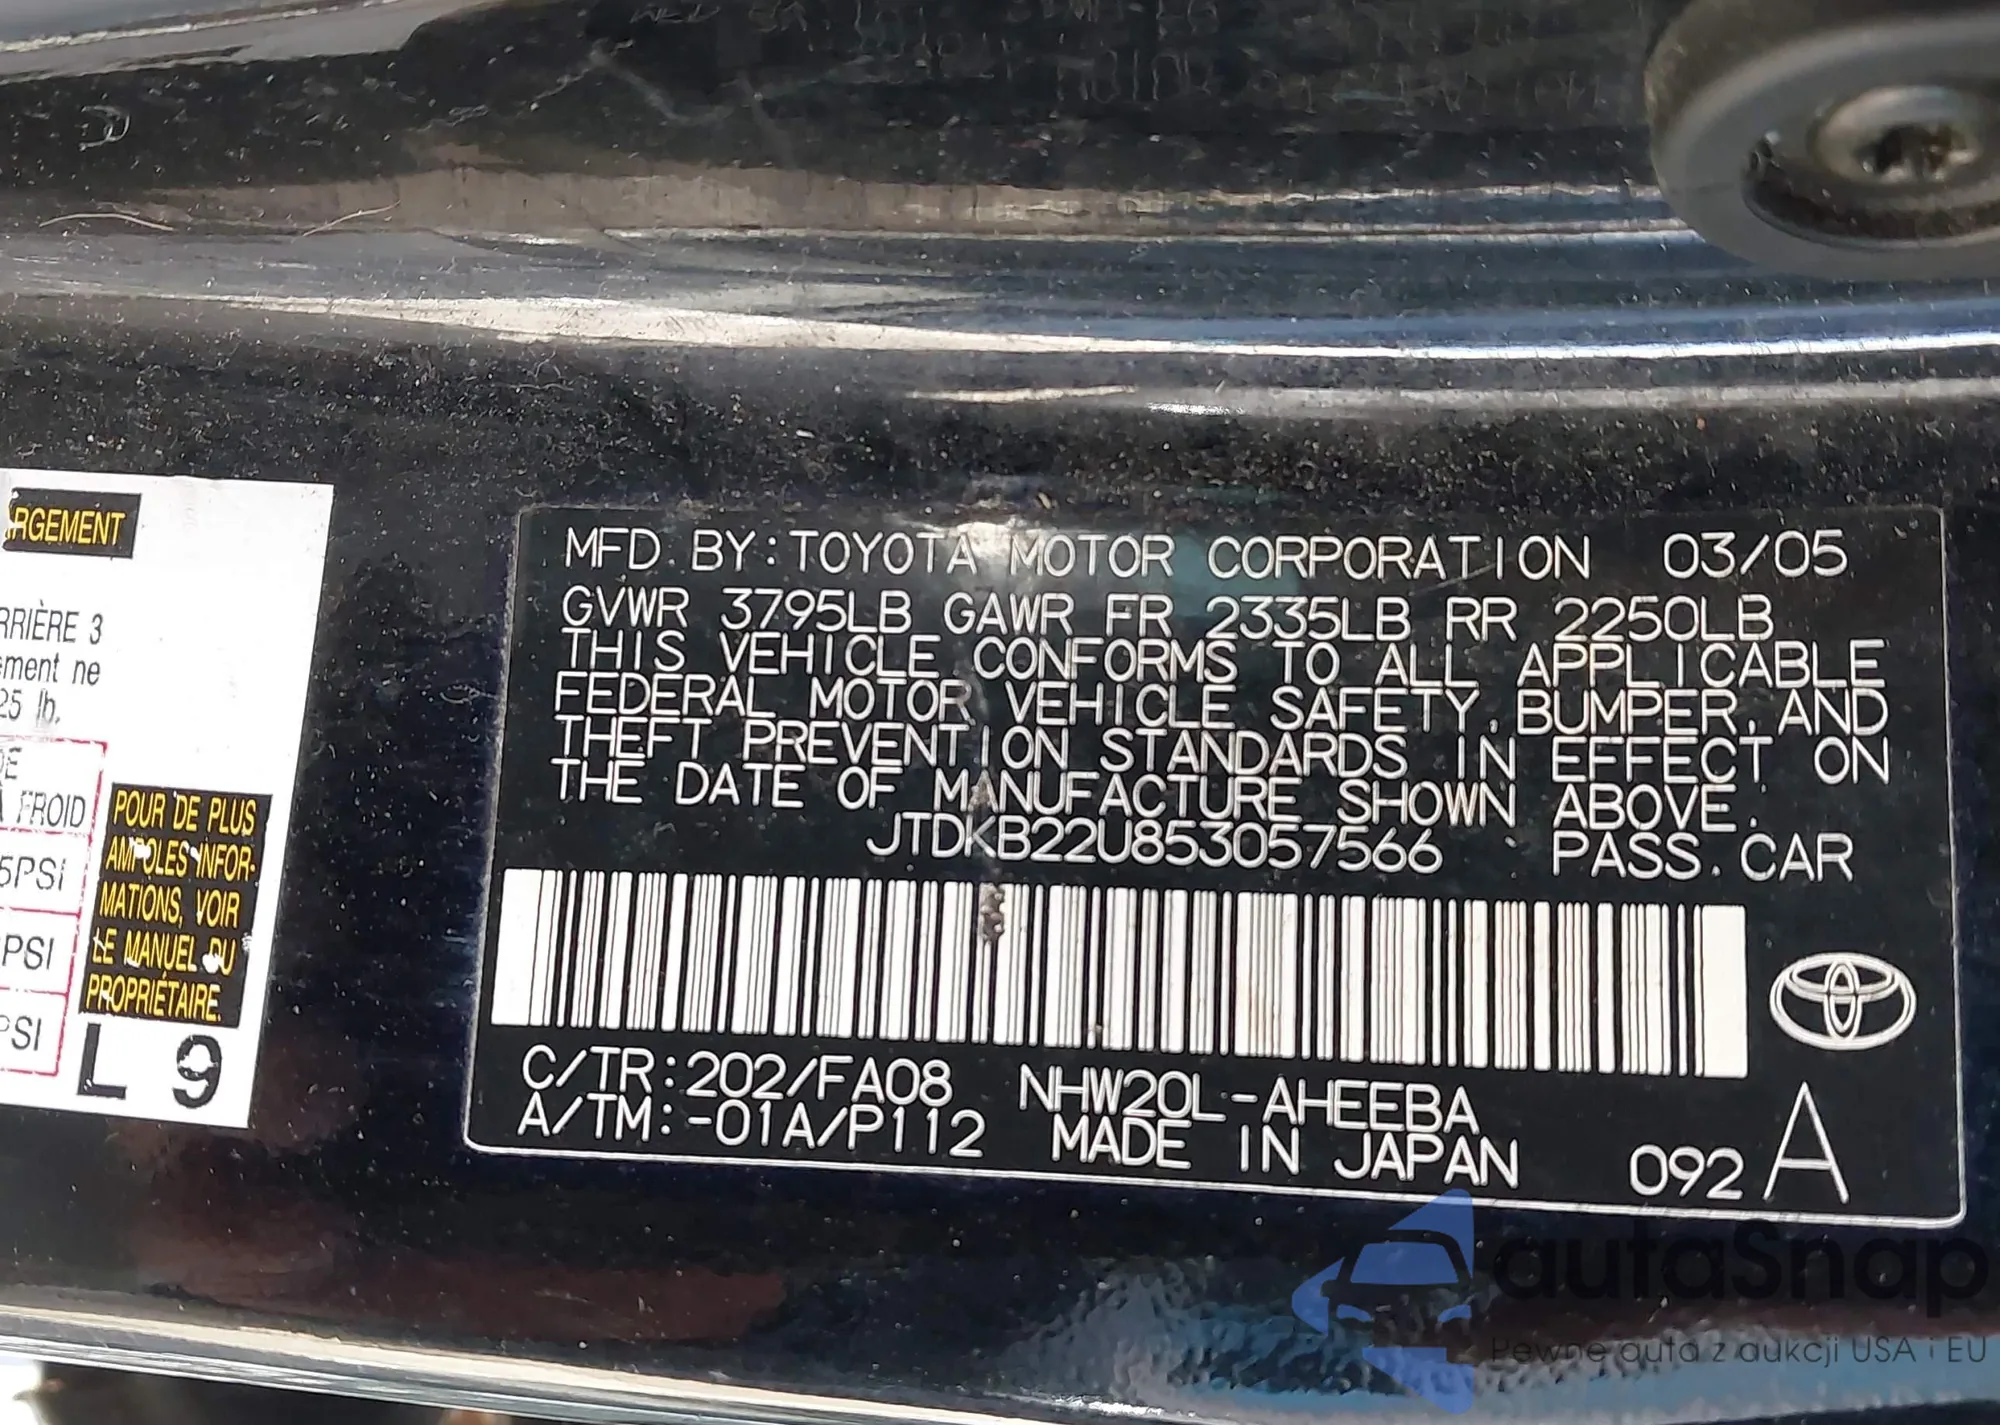 MFD. BY: TOYOTA MOTOR CORPORATION 03/05
GVWR 3795LB GAWR FR 2335LB RR 2250LB
THIS VEHICLE CONFORMS TO ALL APPLICABLE
FEDERAL MOTOR VEHICLE SAFETY, BUMPER, AND
THEFT PREVENTION STANDARDS IN EFFECT ON
THE DATE OF MANUFACTURE SHOWN ABOVE.
JTDKB22U853057566 PASS. CAR
C/TR: 202/FA08 NHW20L-AHEEBA
A/TM: -01A/P112 MADE IN JAPAN 092 A
RGEMENT
RRIÈRE 3
ement ne
25 lb.
DE
À FROID
5PSI
PSI
PSI
POUR DE PLUS
AMPOLES INFOR-
MATIONS, VOIR
LE MANUEL DU
PROPRIÉTAIRE.
L 9
autaSnap
Pewne auta z aukcji USA i EU